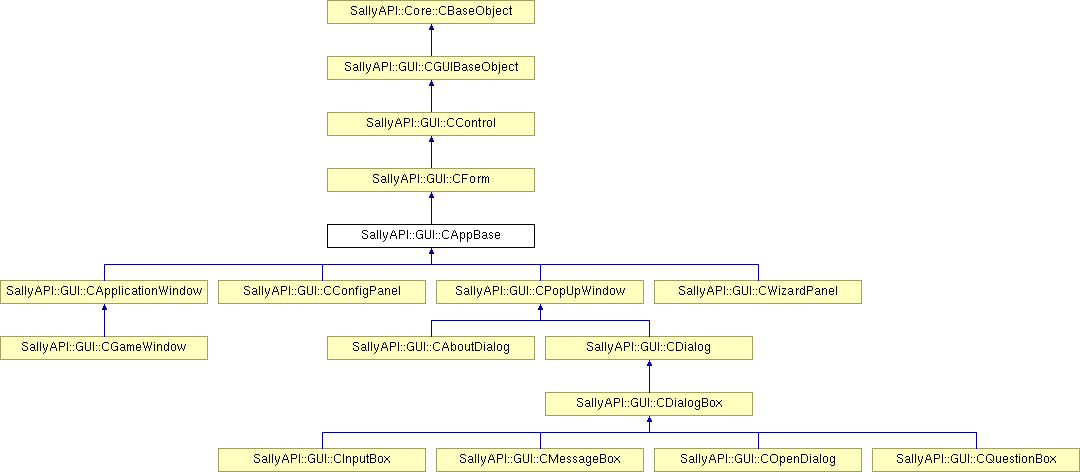 SallyAPI::Core::CBaseObject
SallyAPI::GUI::CGUIBaseObject
SallyAPI::GUI::CControl
SallyAPI::GUI::CForm
SallyAPI::GUI::CAppBase
SallyAPI::GUI::CApplicationWindow
SallyAPI::GUI::CConfigPanel
SallyAPI::GUI::CPopUpWindow
SallyAPI::GUI::CWizardPanel
SallyAPI::GUI::CGameWindow
SallyAPI::GUI::CAboutDialog
SallyAPI::GUI::CDialog
SallyAPI::GUI::CDialogBox
SallyAPI::GUI::CInputBox
SallyAPI::GUI::CMessageBox
SallyAPI::GUI::COpenDialog
SallyAPI::GUI::CQuestionBox